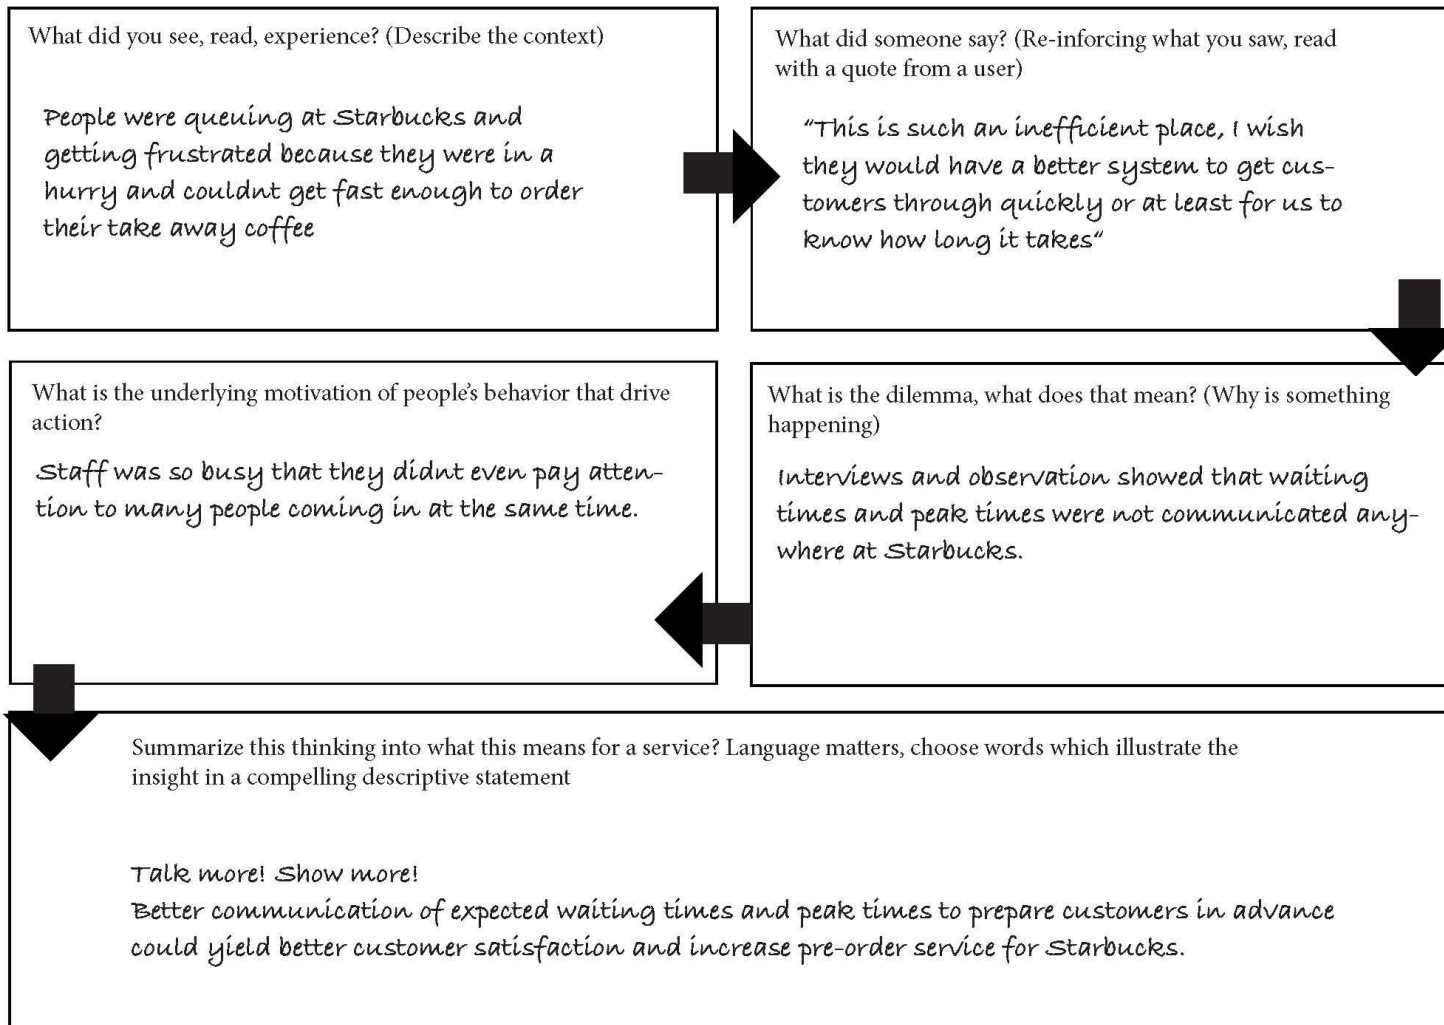 What did you see, read, experience? (Describe the context)
People were queuing at Starbucks and
getting frustrated because they were in a
hurry and couldnt get fast enough to order
their take away coffee
What did someone say? (Re-inforcing what you saw, read
with a quote from a user)
"This is such an inefficient place, I wish
they would have a better system to get cus-
tomers through quickly or at least for us to
know how long it takes"
What is the dilemma, what does that mean? (Why is something
happening)
Interviews and observation showed that waiting
times and peak times were not communicated any-
where at Starbucks.
What is the underlying motivation of people's behavior that drive
action?
Staff was so busy that they didnt even pay atten-
tion to many people coming in at the same time.
Summarize this thinking into what this means for a service? Language matters, choose words which illustrate the
insight in a compelling descriptive statement
Talk more! Show more!
Better communication of expected waiting times and peak times to prepare customers in advance
could yield better customer satisfaction and increase pre-order service for Starbucks.